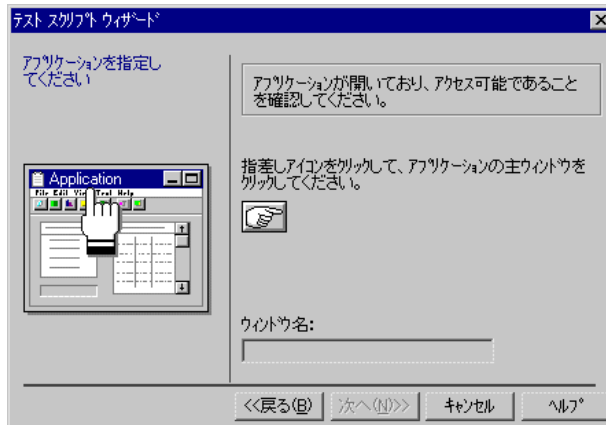 テスト スクリプト ウィザード
アプリケーションを指定し
てください
アプリケーションが開いており、アクセス可能であること
を確認してください。
指差しアイコンをクリックして、アプリケーションの主ウィンドウを
クリックしてください。
Application
File Edit View Tool Help
ウィンドウ名:
<<戻る(B)
次へ(N)>>
キャンセル
ヘルプ